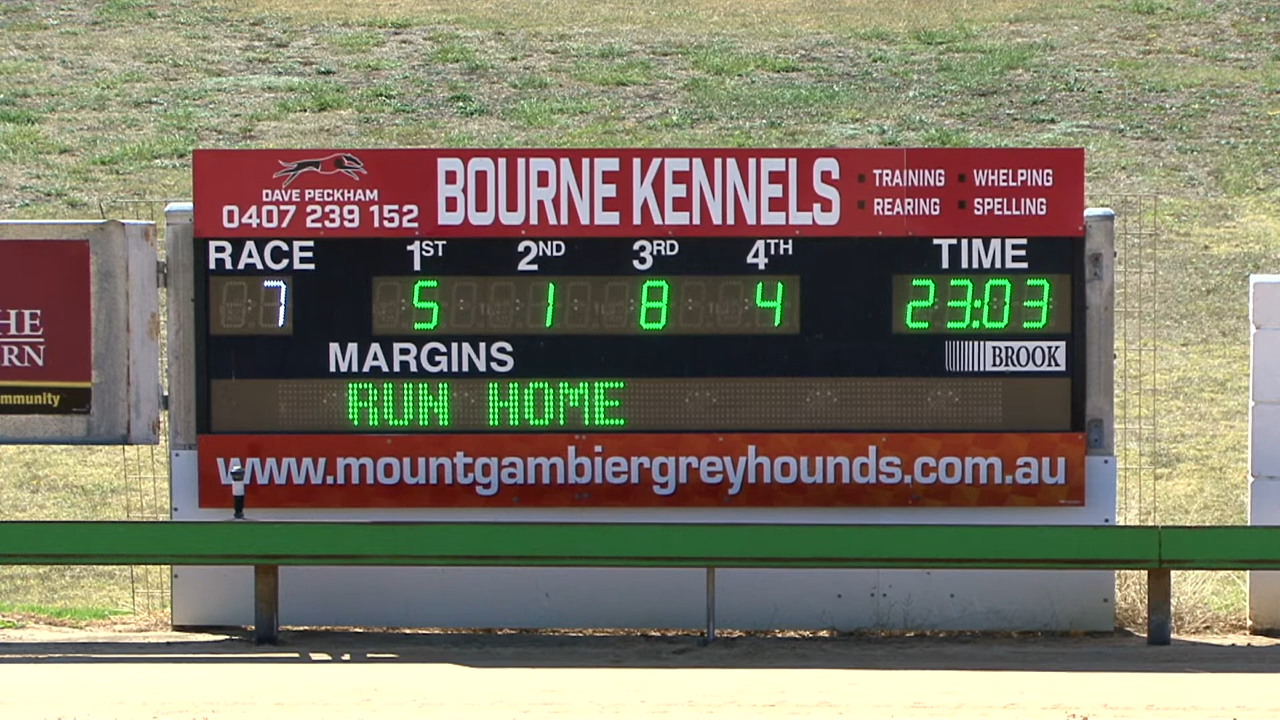 DAVE PECKHAM
0407 239 152
BOURNE KENNELS
TRAINING WHELPING
REARING SPELLING
RACE 1ST 2ND 3RD 4TH TIME
7 5 1 8 4 23:03
MARGINS
BROOK
RUN HOME
www.mountgambiergreyhounds.com.au
HE
RN
mmunity